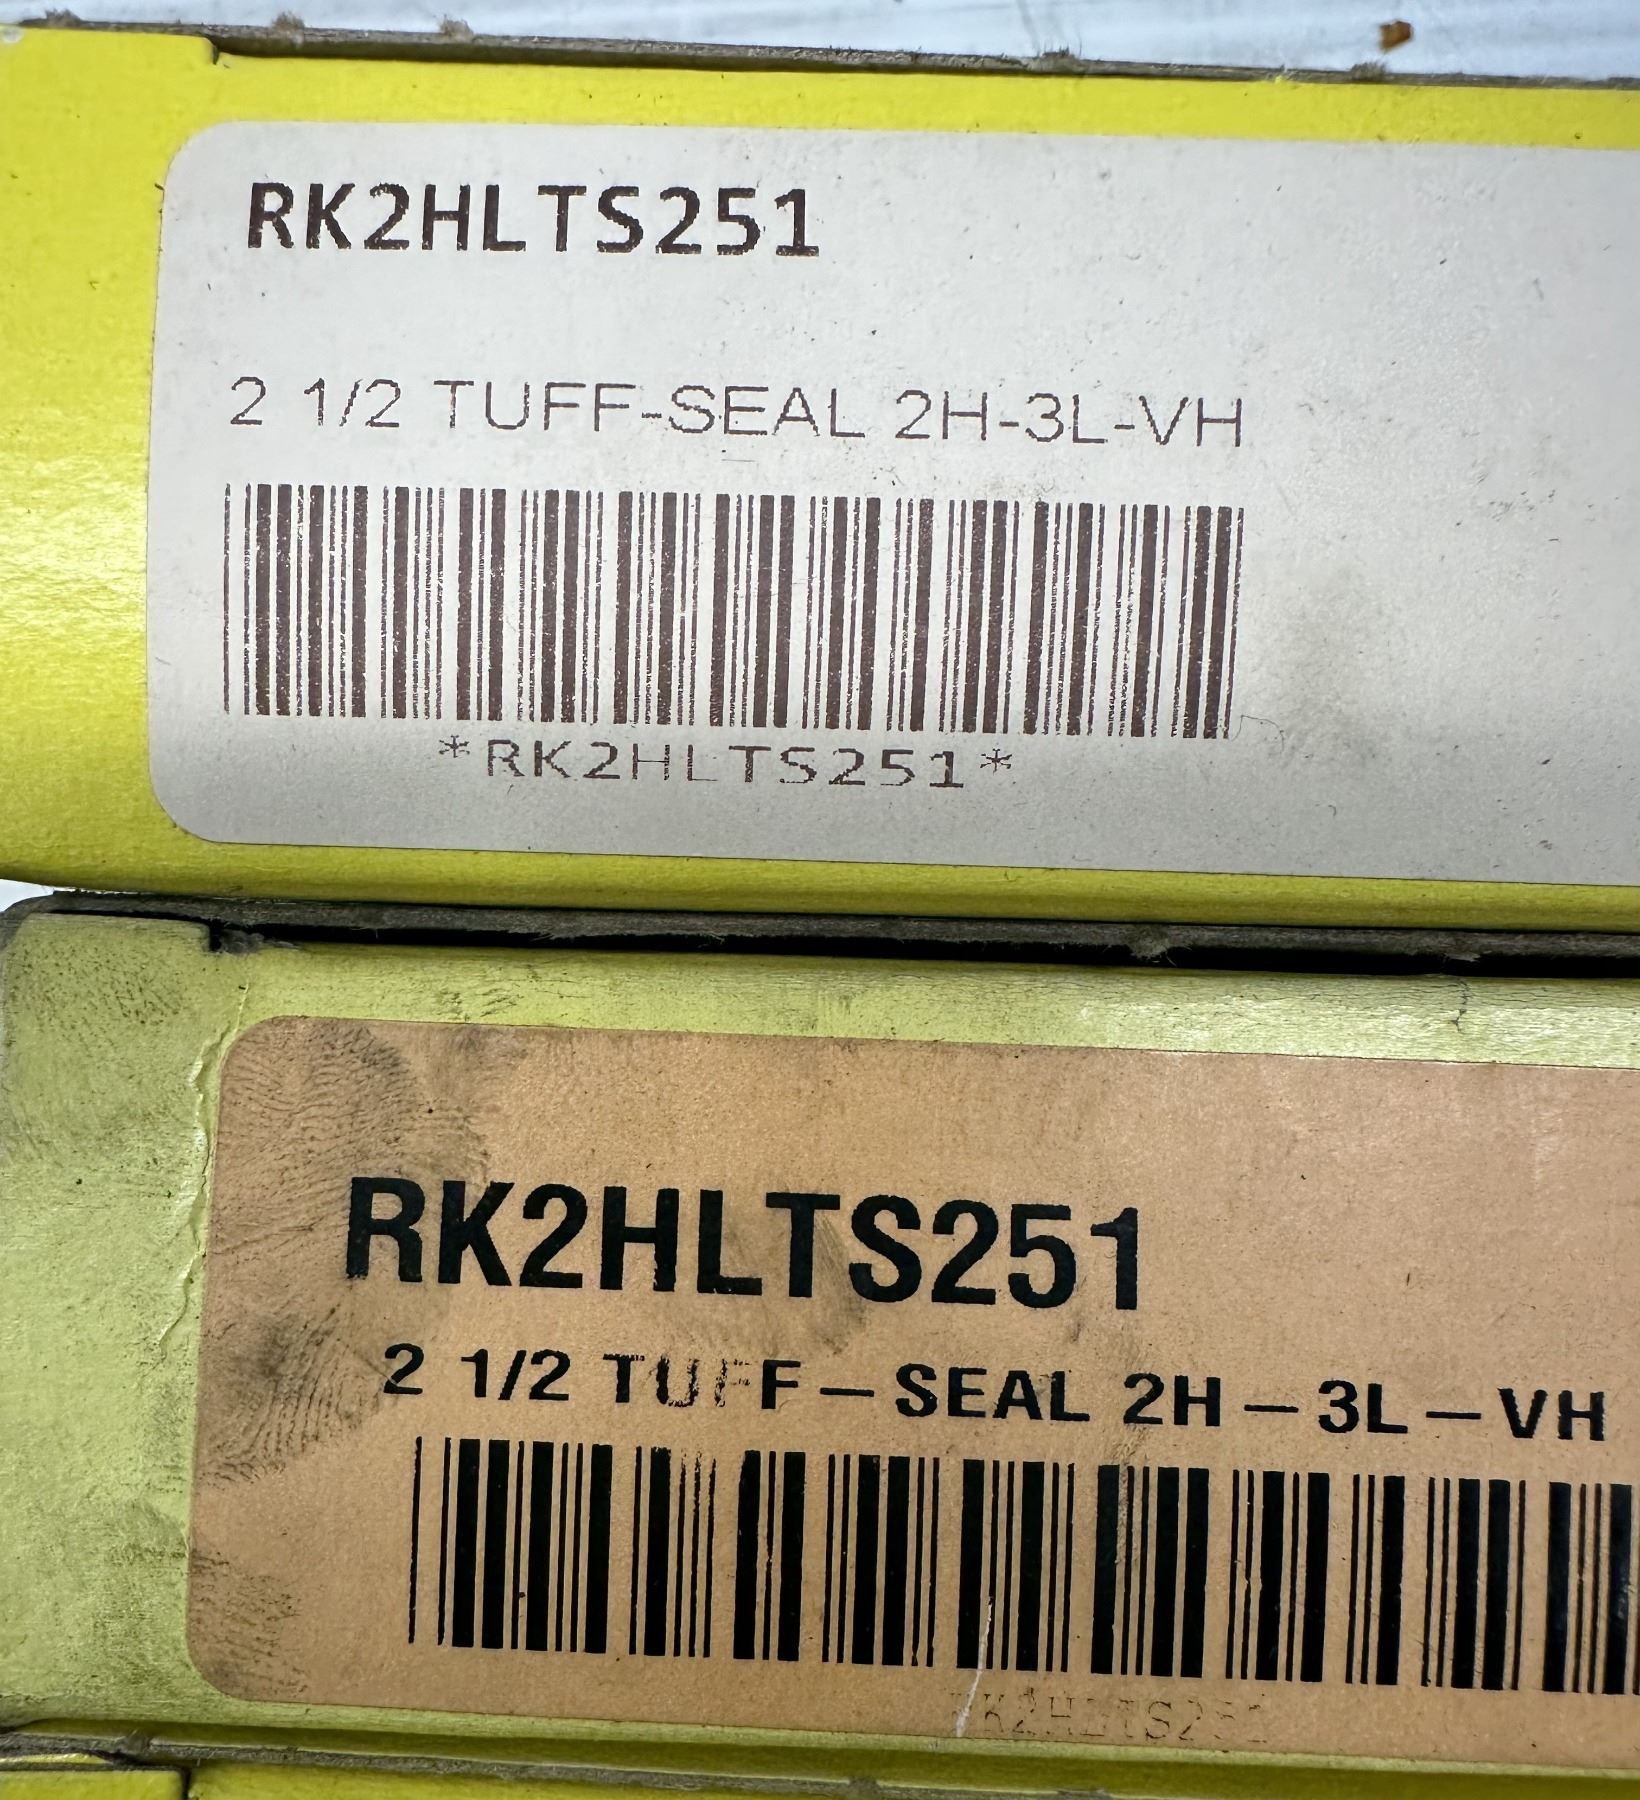 RK2HLTS251
2 1/2 TUFF-SEAL 2H-3L-VH
*RK2HLTS251*
RK2HLTS251
2 1/2 TUFF-SEAL 2H-3L-VH
RK2HLTS251